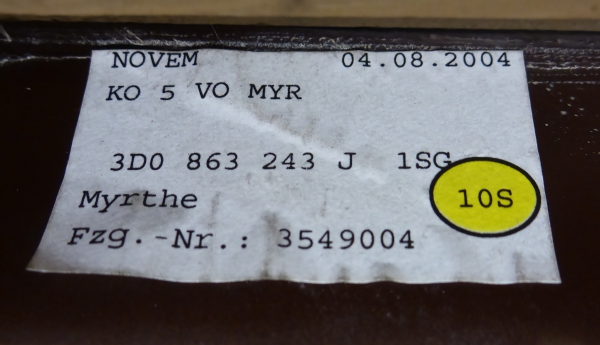 NOVEM 04.08.2004
KO 5 VO MYR
3D0 863 243 J 1SG
Myrthe 10S
Fzg.-Nr.: 3549004